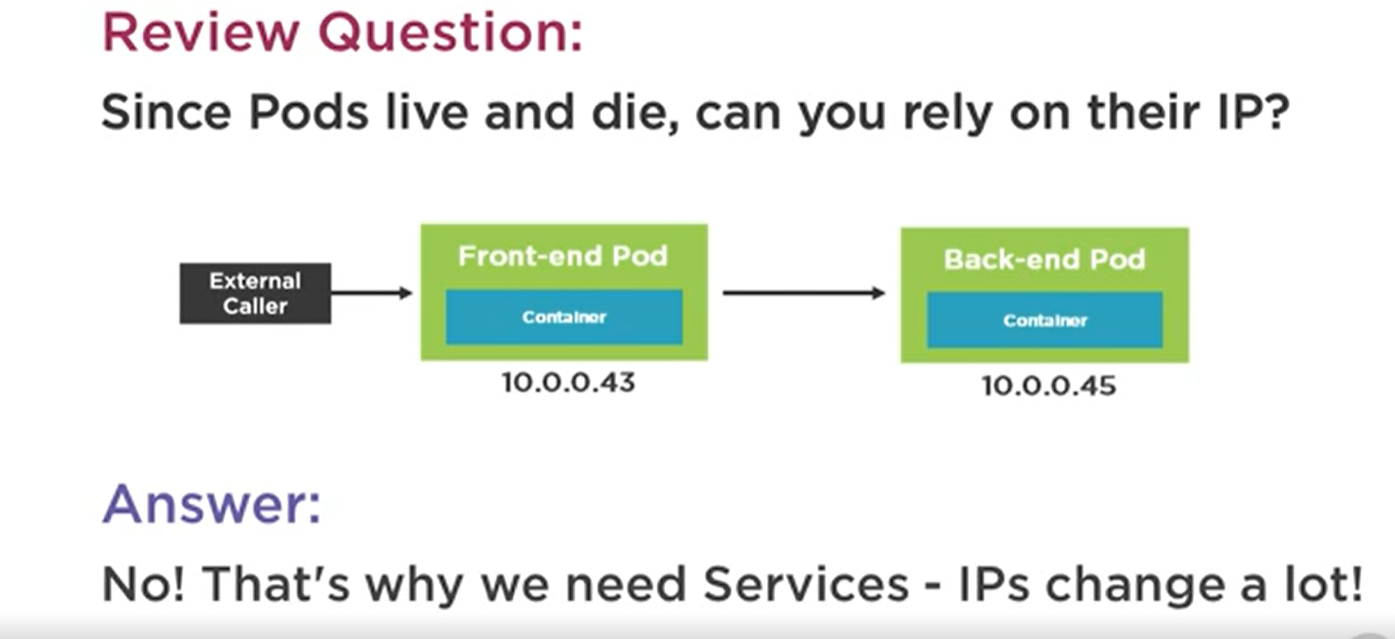 Review Question:
Since Pods live and die, can you rely on their IP?
External
Caller
Front-end Pod
Container
10.0.0.43
Back-end Pod
Container
10.0.0.45
Answer:
No! That's why we need Services - IPs change a lot!